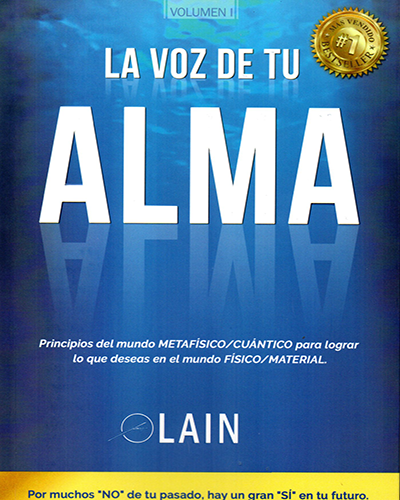 VOLUMEN I
LA VOZ DE TU
MÁS VENDIDO
#1
BESTSELLER
ALMA
Principios del mundo METAFÍSICO/CUÁNTICO para lograr
lo que deseas en el mundo FÍSICO/MATERIAL.
LAIN
Por muchos "NO" de tu pasado, hay un gran "SÍ" en tu futuro.